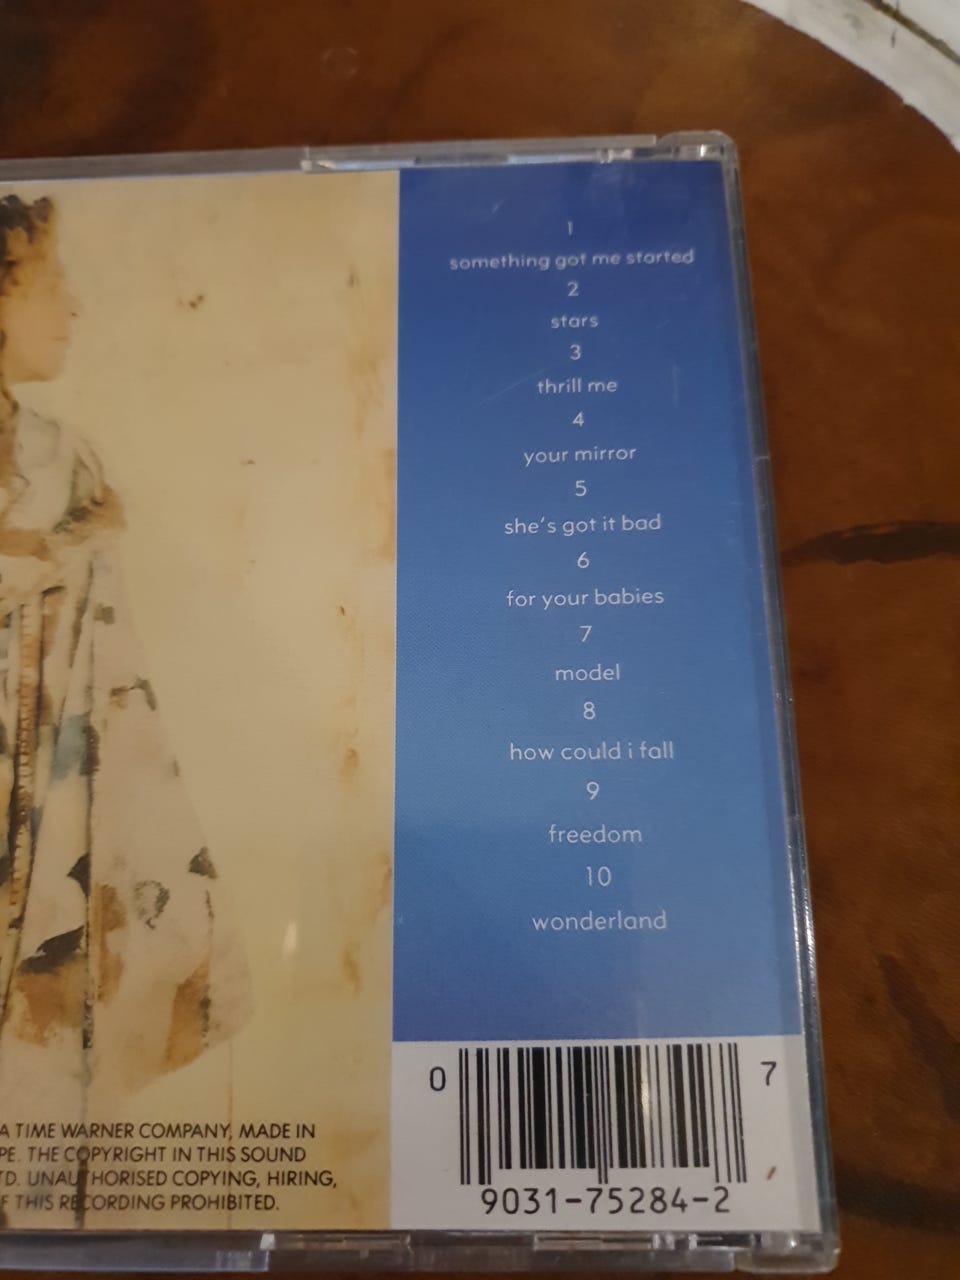 1
something got me started
2
stars
3
thrill me
4
your mirror
5
she's got it bad
6
for your babies
7
model
8
how could i fall
9
freedom
10
wonderland
0 7
9031-75284-2
A TIME WARNER COMPANY, MADE IN
PE. THE COPYRIGHT IN THIS SOUND
TD. UNAUTHORISED COPYING, HIRING,
F THIS RECORDING PROHIBITED.